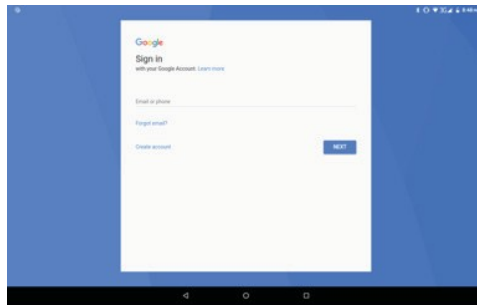 Google
Sign in
with your Google Account. Learn more
Email or phone
Forgot email?
Create account
NEXT